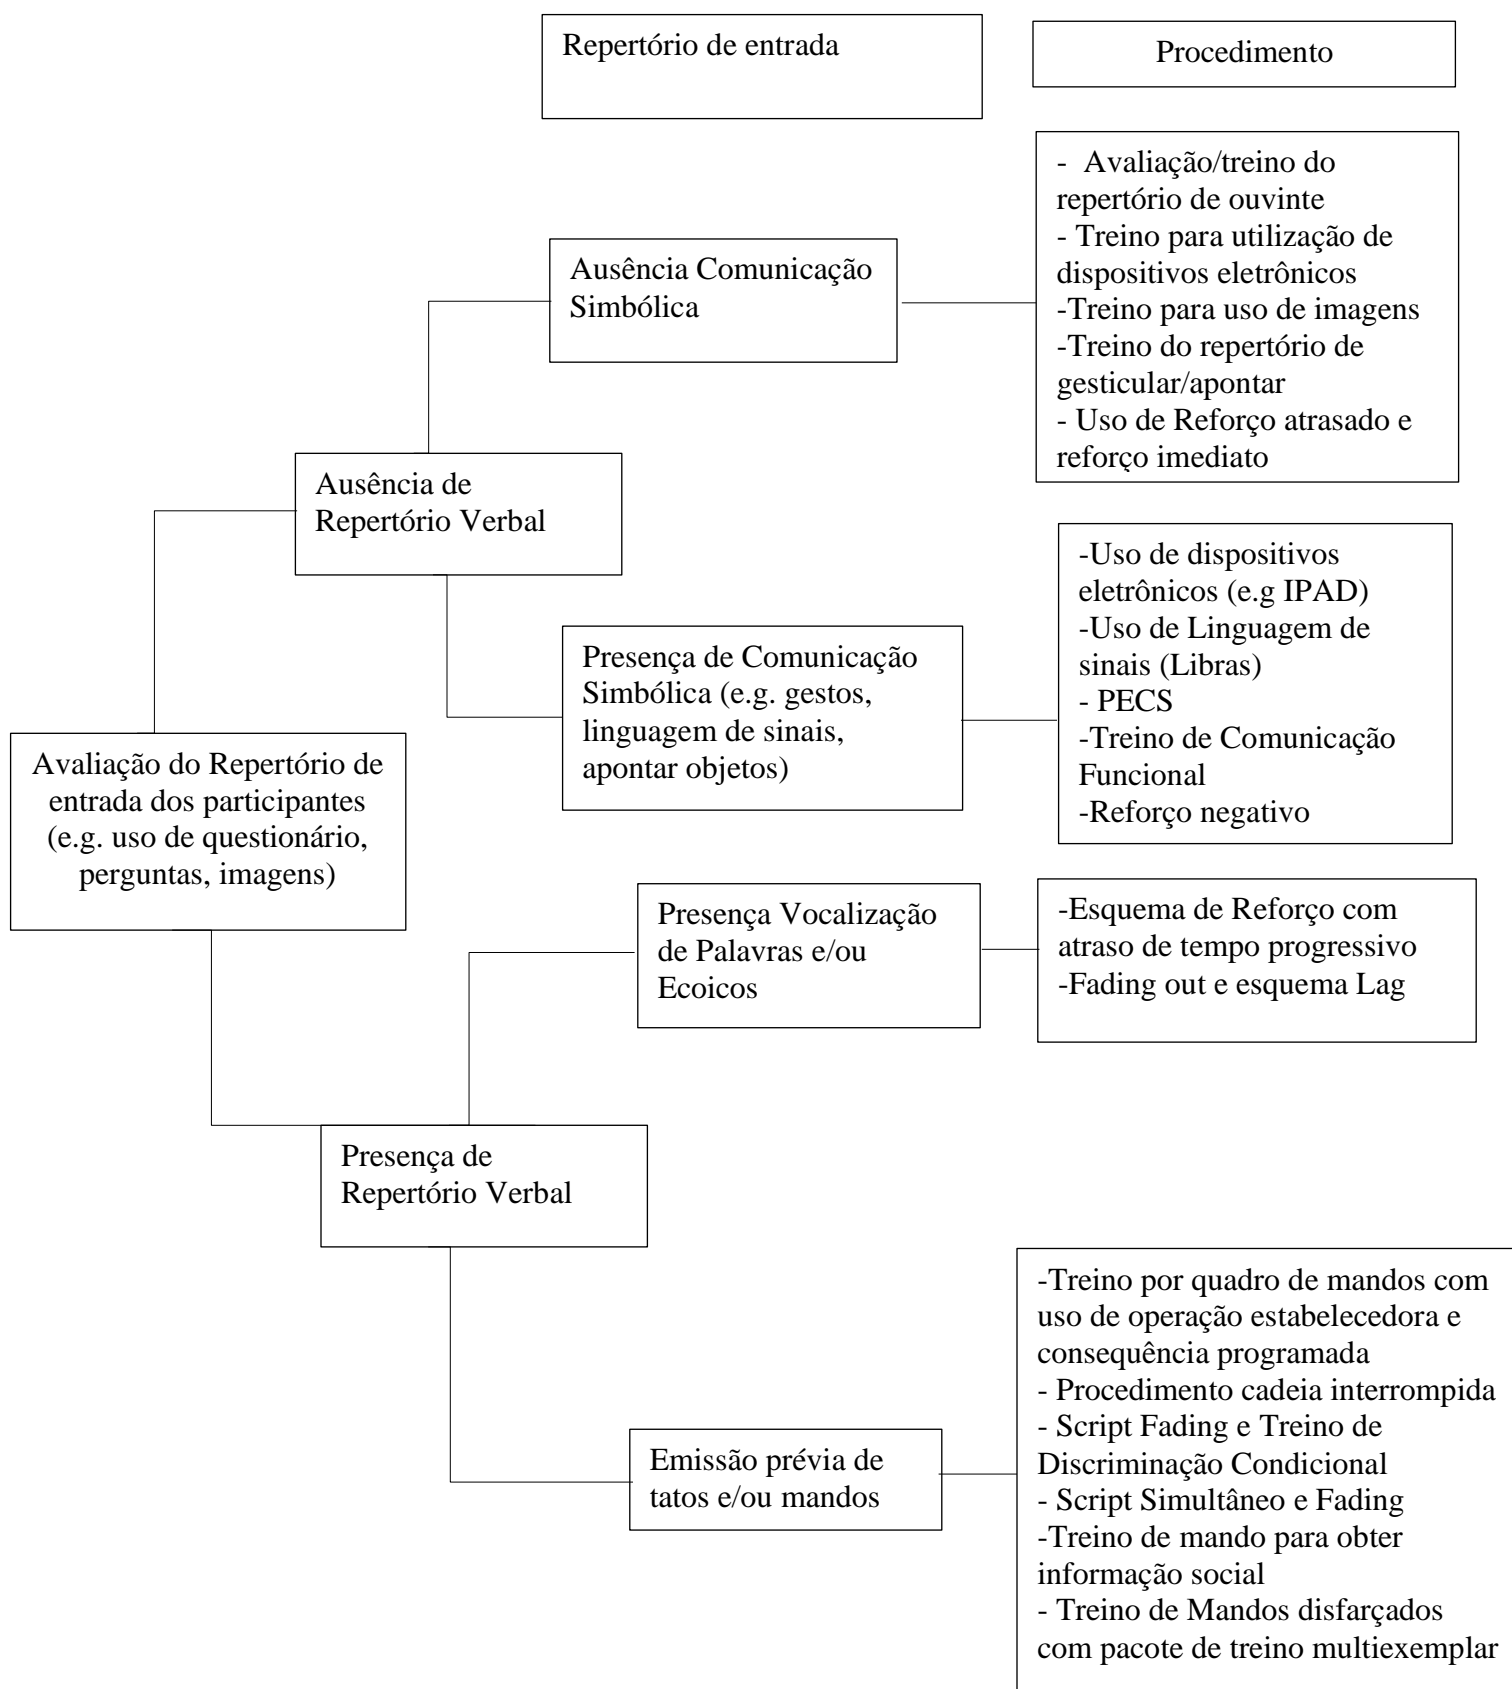 Repertório de entrada
Procedimento
- Avaliação/treino do
repertório de ouvinte
- Treino para utilização de
dispositivos eletrônicos
-Treino para uso de imagens
-Treino do repertório de
gesticular/apontar
- Uso de Reforço atrasado e
reforço imediato
Ausência Comunicação
Simbólica
Ausência de
Repertório Verbal
-Uso de dispositivos
eletrônicos (e.g IPAD)
-Uso de Linguagem de
sinais (Libras)
- PECS
-Treino de Comunicação
Funcional
-Reforço negativo
Presença de Comunicação
Simbólica (e.g. gestos,
linguagem de sinais,
apontar objetos)
Avaliação do Repertório de
entrada dos participantes
(e.g. uso de questionário,
perguntas, imagens)
Presença Vocalização
de Palavras e/ou
Ecoicos
-Esquema de Reforço com
atraso de tempo progressivo
-Fading out e esquema Lag
Presença de
Repertório Verbal
Emissão prévia de
tatos e/ou mandos
-Treino por quadro de mandos com
uso de operação estabelecedora e
consequência programada
- Procedimento cadeia interrompida
- Script Fading e Treino de
Discriminação Condicional
- Script Simultâneo e Fading
-Treino de mando para obter
informação social
- Treino de Mandos disfarçados
com pacote de treino multiexemplar